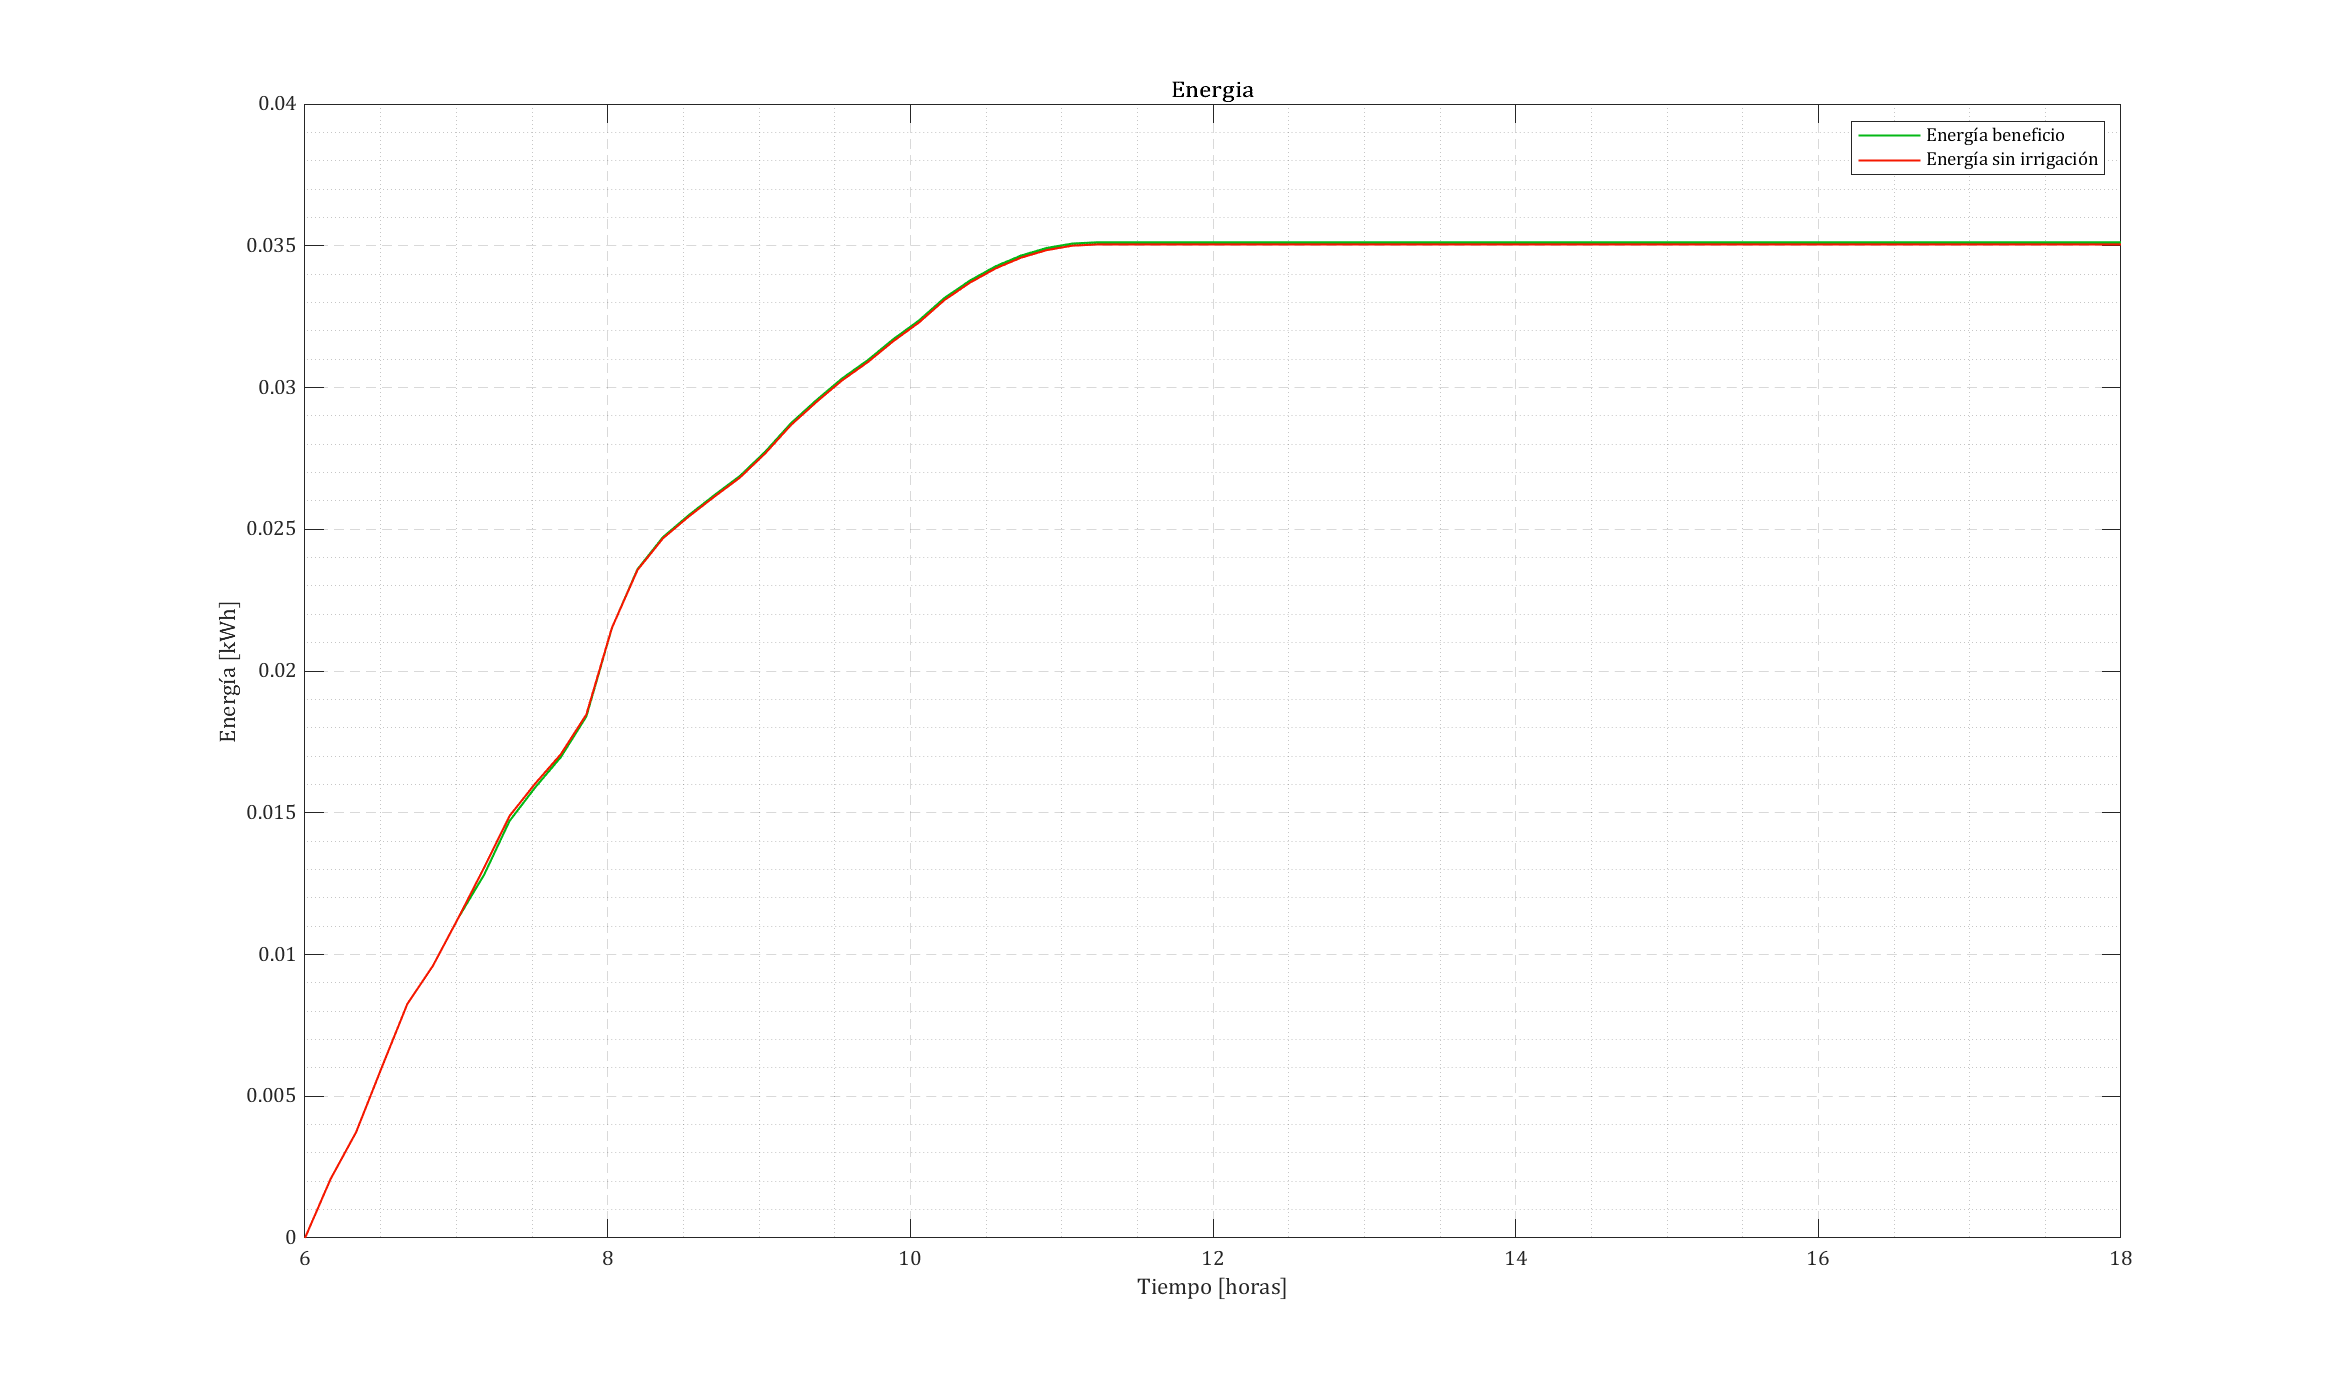 Energia
0.04
0.035
0.03
0.025
0.02
0.015
0.01
0.005
0
Energía [kWh]
Energía beneficio
Energía sin irrigación
6 8 10 12 14 16 18
Tiempo [horas]